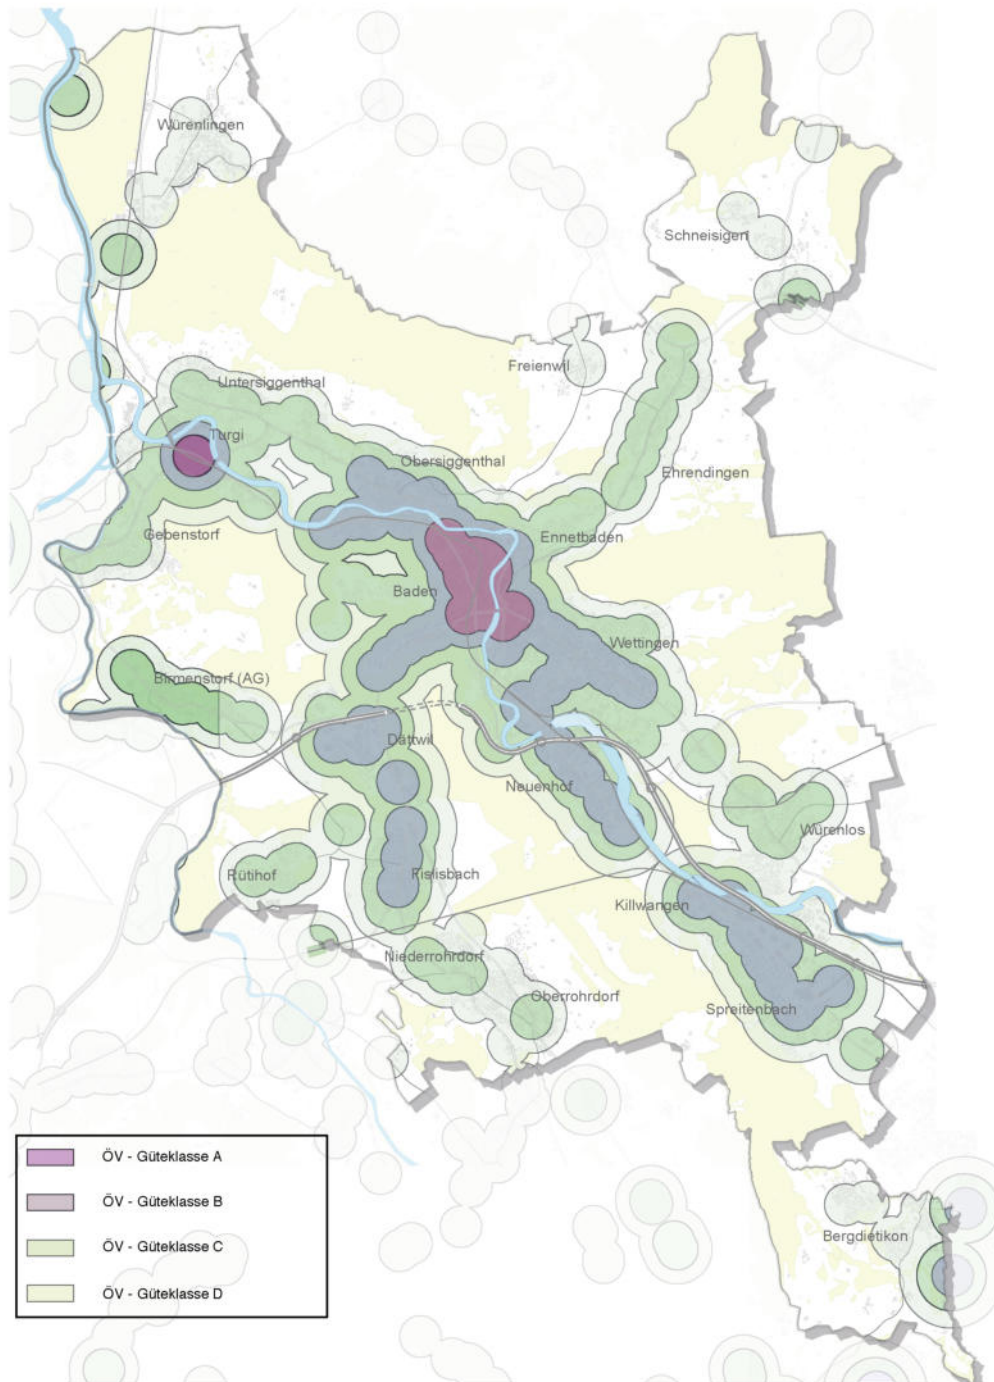 Würenlingen
Schneisigen
Freienwil
Untersiggenthal
Turgi
Obersiggenthal
Ehrendingen
Gebenstorf
Ennetbaden
Baden
Wettingen
Birmenstorf (AG)
Dättwil
Neuenhof
Würenlos
Rütihof
Fislisbach
Killwangen
Niederrohrdorf
Oberrohrdorf
Spreitenbach
Bergdietikon
ÖV - Güteklasse A
ÖV - Güteklasse B
ÖV - Güteklasse C
ÖV - Güteklasse D